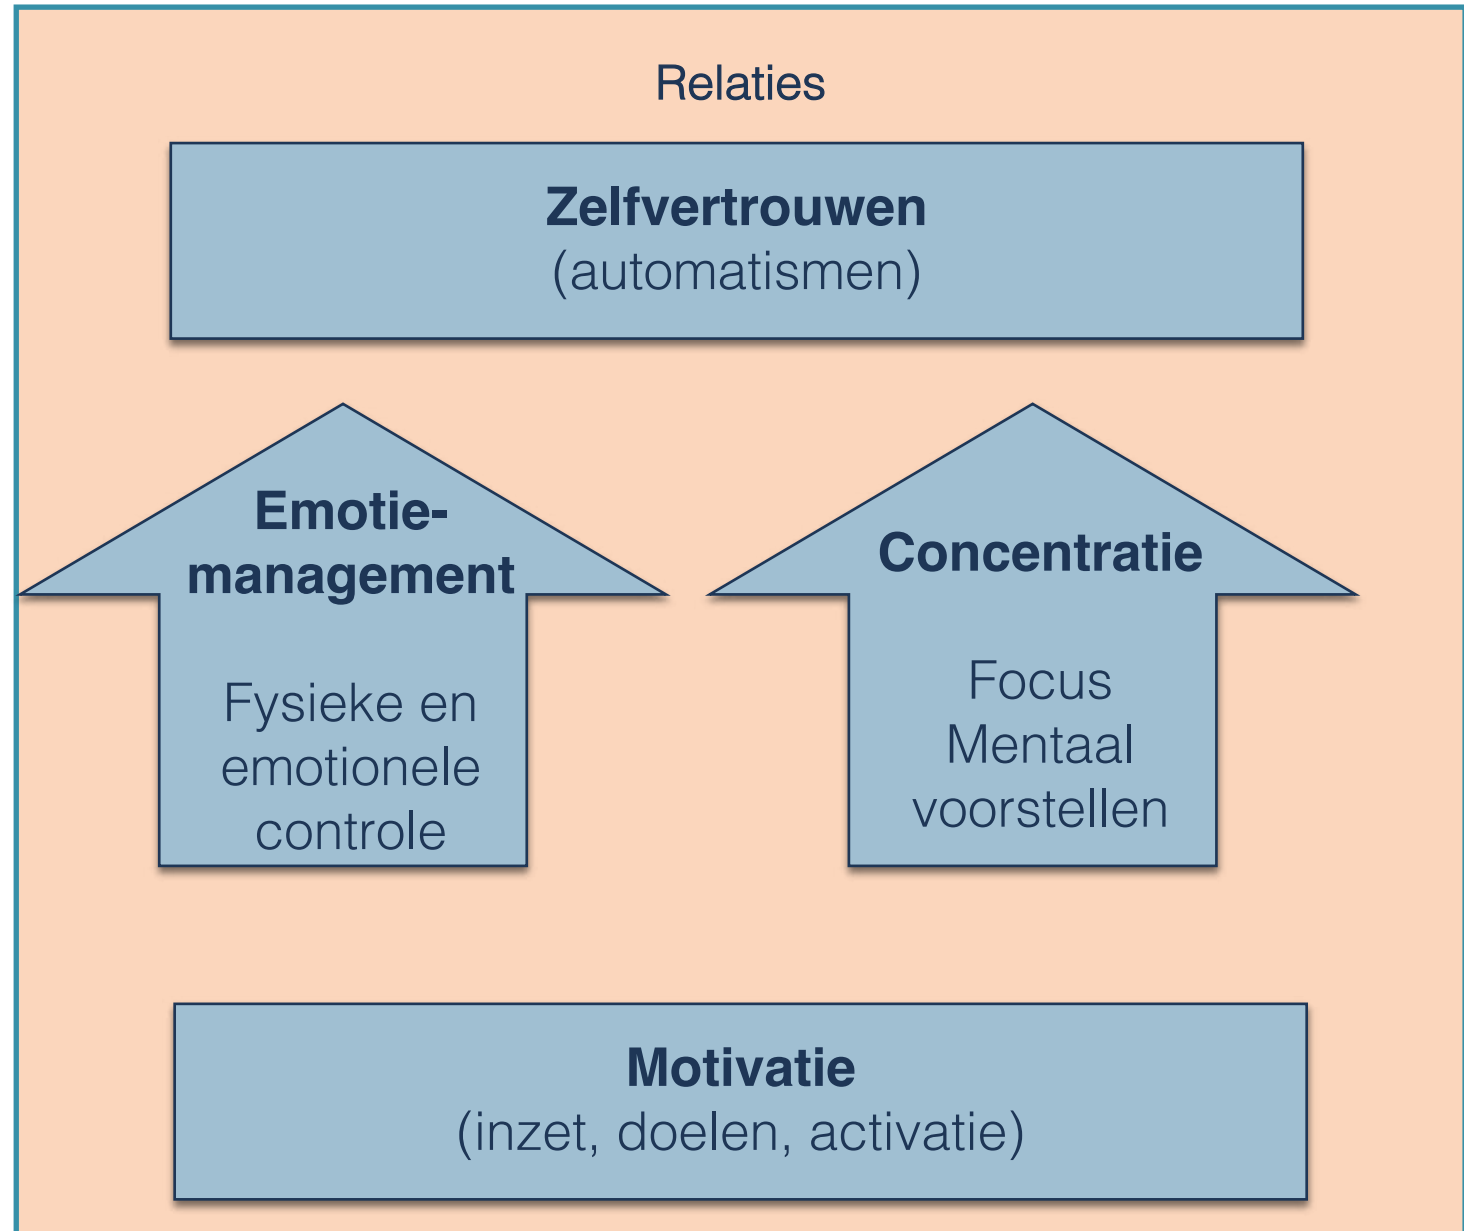 Relaties
Zelfvertrouwen
(automatismen)
Emotie-
management
Fysieke en
emotionele
controle
Concentratie
Focus
Mentaal
voorstellen
Motivatie
(inzet, doelen, activatie)